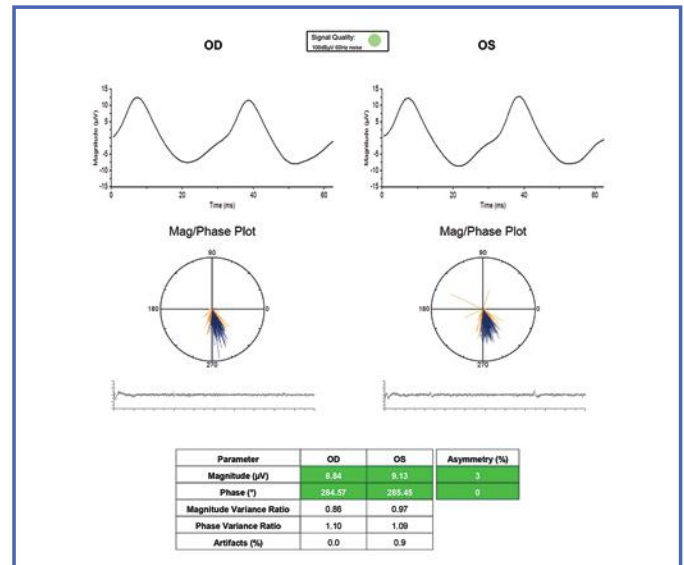 OD
Signal Quality:
100dBµV 60Hz noise
OS
Magnitude (µV)
15
10
5
0
-5
-10
-15
0
20
40
60
Time (ms)
Magnitude (µV)
15
10
5
0
-5
-10
-15
0
20
40
60
Time (ms)
Mag/Phase Plot
Mag/Phase Plot
90
180
0
270
90
180
0
270
Parameter OD OS Asymmetry (%)
Magnitude (µV) 8.84 9.13 3
Phase (°) 284.57 285.45 0
Magnitude Variance Ratio 0.86 0.97
Phase Variance Ratio 1.10 1.09
Artifacts (%) 0.0 0.9